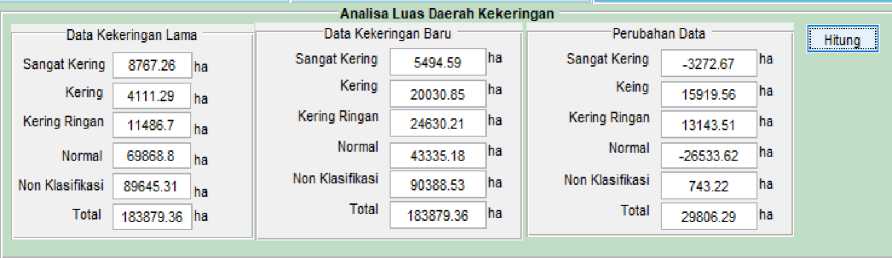 Analisa Luas Daerah Kekeringan
Data Kekeringan Lama
Sangat Kering 8767.26 ha
Kering 4111.29 ha
Kering Ringan 11486.7 ha
Normal 69868.8 ha
Non Klasifikasi 89645.31 ha
Total 183879.36 ha
Data Kekeringan Baru
Sangat Kering 5494.59 ha
Kering 20030.85 ha
Kering Ringan 24630.21 ha
Normal 43335.18 ha
Non Klasifikasi 90388.53 ha
Total 183879.36 ha
Perubahan Data
Sangat Kering -3272.67 ha
Keing 15919.56 ha
Kering Ringan 13143.51 ha
Normal -26533.62 ha
Non Klasifikasi 743.22 ha
Total 29806.29 ha
Hitung